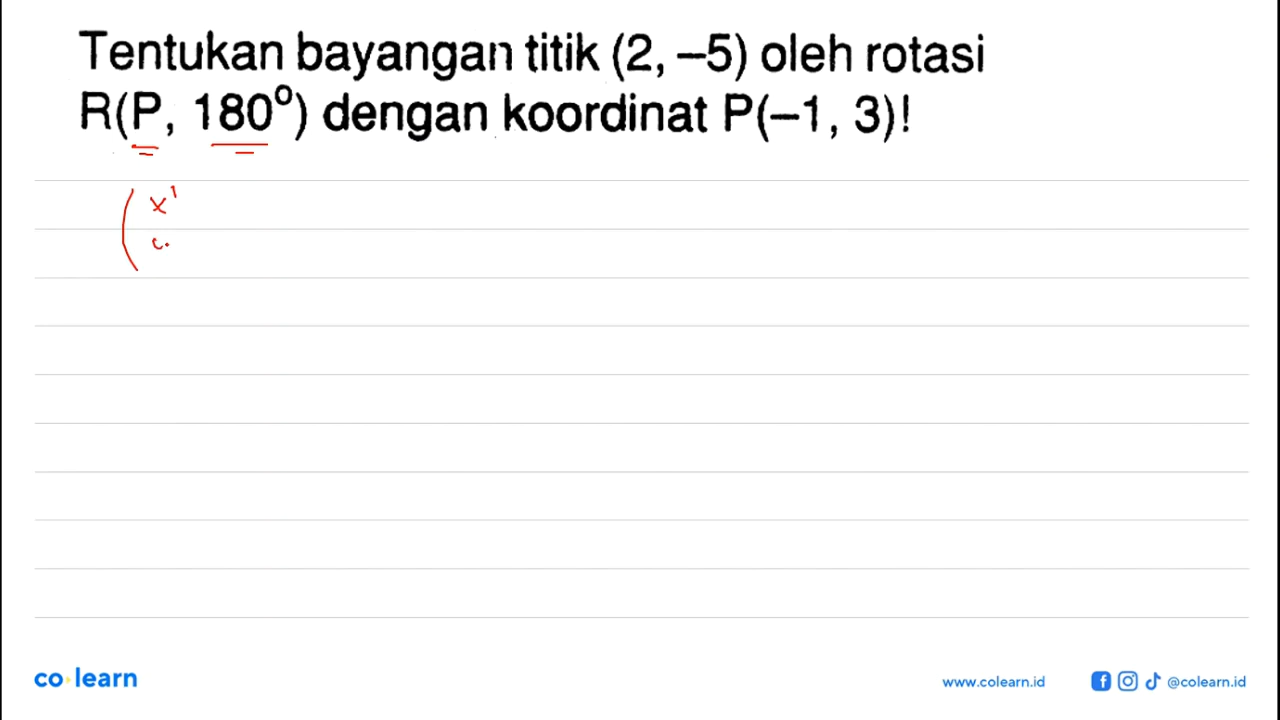 Tentukan bayangan titik (2, –5) oleh rotasi
R(P, 180°) dengan koordinat P(–1, 3)!
( x'
co learn
www.colearn.id
@colearn.id